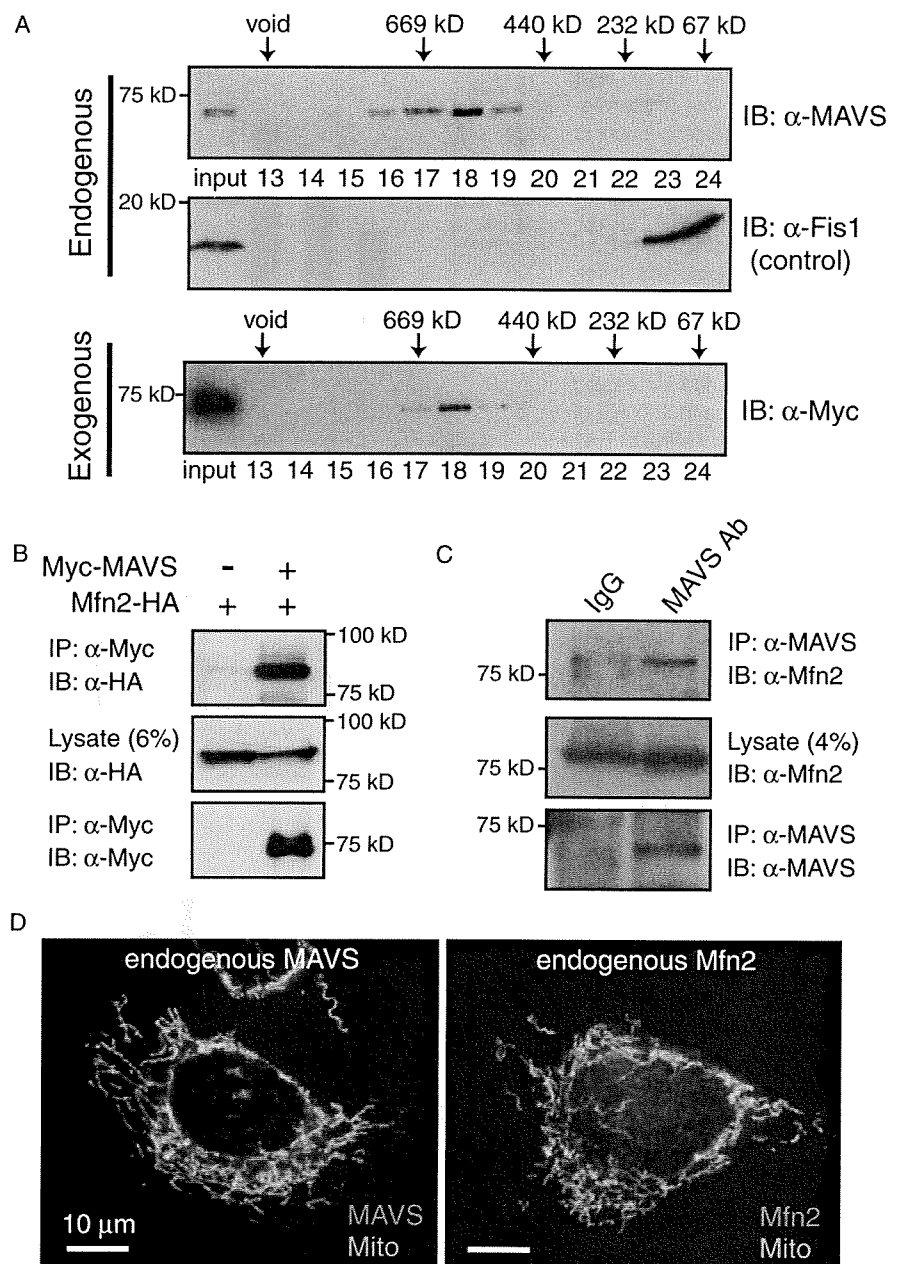 A
void 669 kD 440 kD 232 kD 67 kD
Endogenous
75 kD
IB: α-MAVS
input 13 14 15 16 17 18 19 20 21 22 23 24
20 kD
IB: α-Fis1
(control)
void 669 kD 440 kD 232 kD 67 kD
Exogenous
75 kD
IB: α-Myc
input 13 14 15 16 17 18 19 20 21 22 23 24
B
Myc-MAVS - +
Mfn2-HA + +
IP: α-Myc
IB: α-HA
100 kD
75 kD
Lysate (6%)
IB: α-HA
100 kD
75 kD
IP: α-Myc
IB: α-Myc
75 kD
C
IgG MAVS Ab
75 kD
IP: α-MAVS
IB: α-Mfn2
75 kD
Lysate (4%)
IB: α-Mfn2
75 kD
IP: α-MAVS
IB: α-MAVS
D
endogenous MAVS
10 μm
MAVS
Mito
endogenous Mfn2
Mfn2
Mito